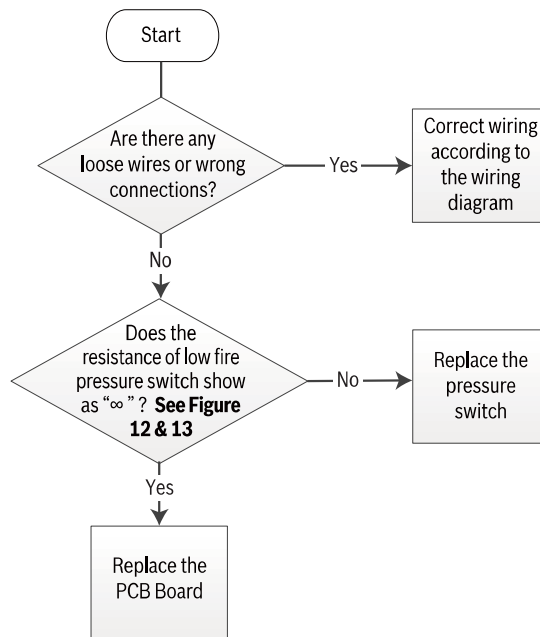 Start
Are there any
loose wires or wrong
connections?
Yes
Correct wiring
according to
the wiring
diagram
No
Does the
resistance of low fire
pressure switch show
as “∞ ” ? See Figure
12 & 13
No
Replace the
pressure
switch
Yes
Replace the
PCB Board